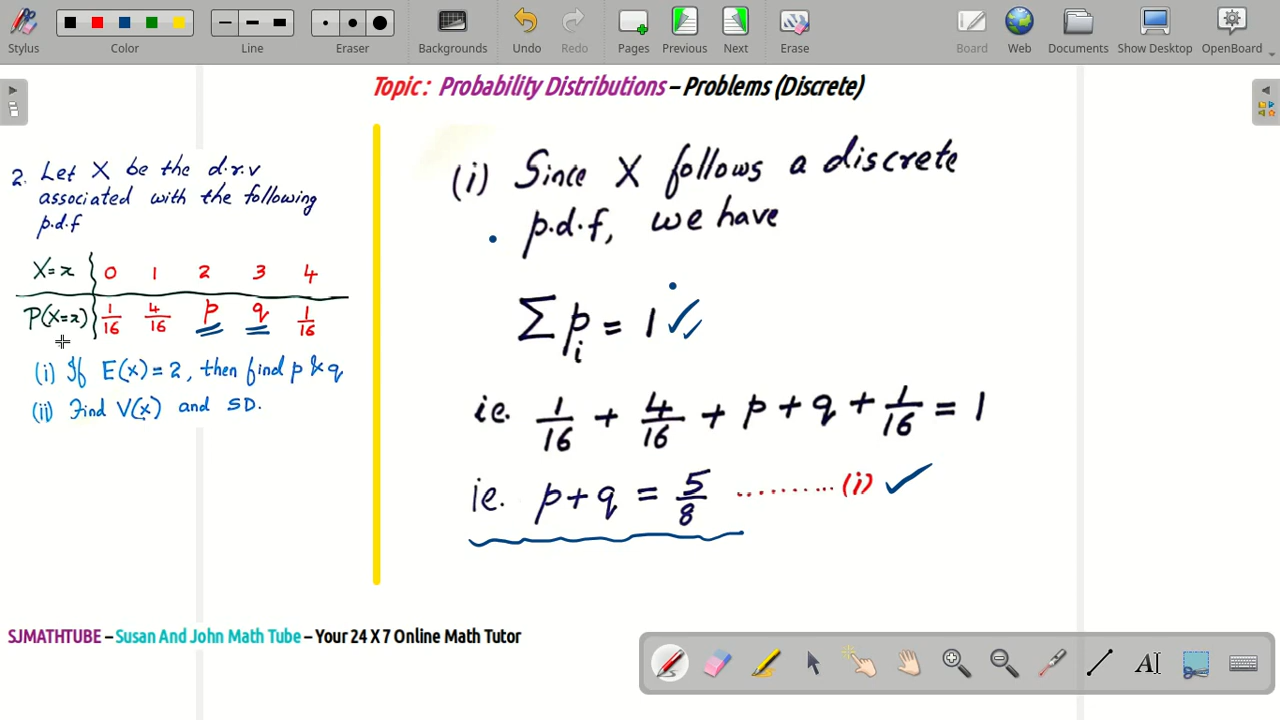 Stylus
Color
Line
Eraser
Backgrounds
Undo
Redo
Pages
Previous
Next
Erase
Board
Web
Documents
Show Desktop
OpenBoard
Topic : Probability Distributions – Problems (Discrete)
2. Let X be the d.r.v
associated with the following
p.d.f
X=x 0 1 2 3 4
P(X=x) 1/16 4/16 p q 1/16
(i) If E(x)=2, then find p & q
(ii) Find V(x) and SD.
(i) Since X follows a discrete
p.d.f, we have
∑ pᵢ = 1
ie. 1/16 + 4/16 + p + q + 1/16 = 1
ie. p+q = 5/8 .......... (i)
SJMATHTUBE – Susan And John Math Tube – Your 24 X 7 Online Math Tutor